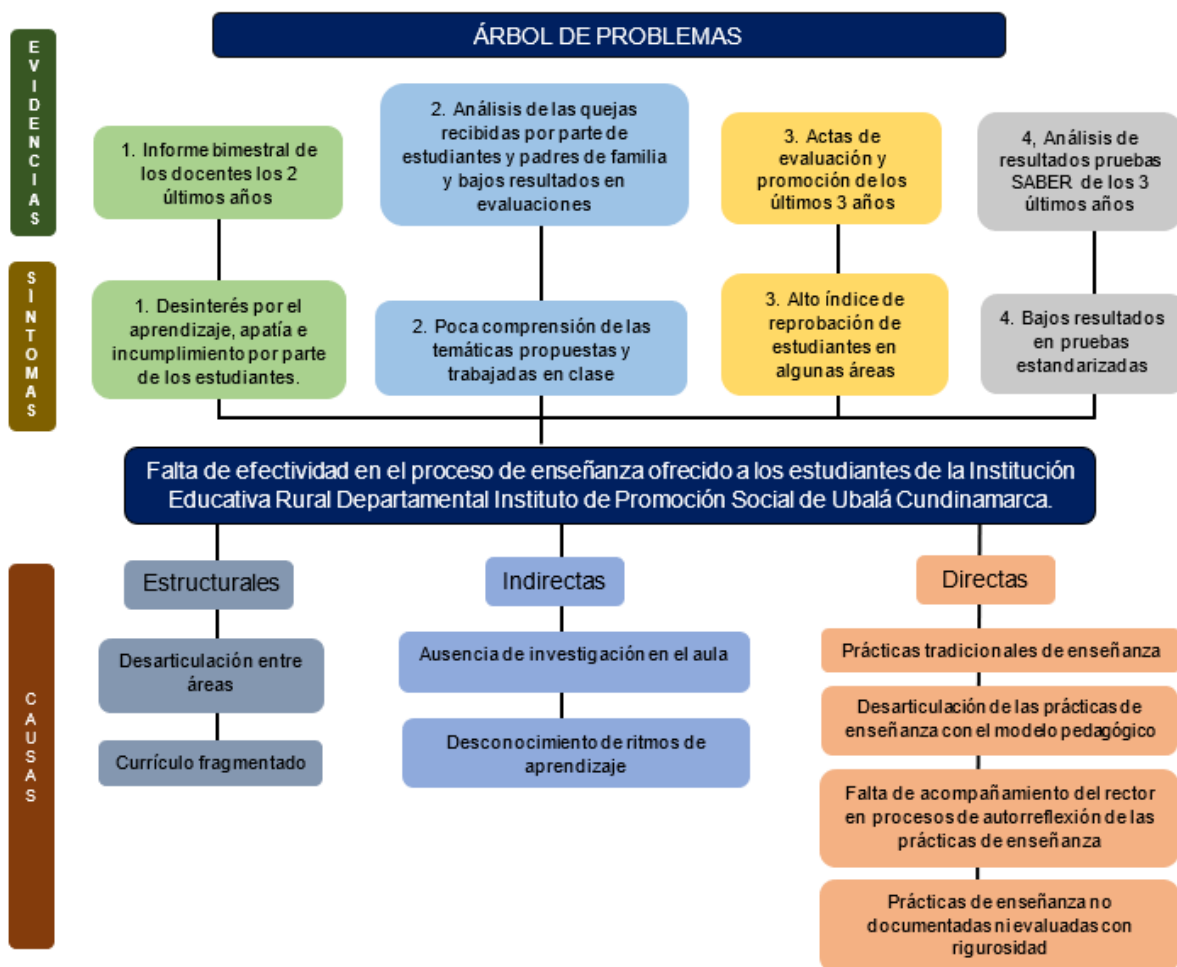 ÁRBOL DE PROBLEMAS
EVIDENCIAS
1. Informe bimestral de
los docentes los 2
últimos años
2. Análisis de las quejas
recibidas por parte de
estudiantes y padres de familia
y bajos resultados en
evaluaciones
3. Actas de
evaluación y
promoción de los
últimos 3 años
4, Análisis de
resultados pruebas
SABER de los 3
últimos años
SÍNTOMAS
1. Desinterés por el
aprendizaje, apatía e
incumplimiento por parte
de los estudiantes.
2. Poca comprensión de las
temáticas propuestas y
trabajadas en clase
3. Alto índice de
reprobación de
estudiantes en
algunas áreas
4. Bajos resultados
en pruebas
estandarizadas
Falta de efectividad en el proceso de enseñanza ofrecido a los estudiantes de la Institución
Educativa Rural Departamental Instituto de Promoción Social de Ubalá Cundinamarca.
CAUSAS
Estructurales
Desarticulación entre
áreas
Currículo fragmentado
Indirectas
Ausencia de investigación en el aula
Desconocimiento de ritmos de
aprendizaje
Directas
Prácticas tradicionales de enseñanza
Desarticulación de las prácticas de
enseñanza con el modelo pedagógico
Falta de acompañamiento del rector
en procesos de autorreflexión de las
prácticas de enseñanza
Prácticas de enseñanza no
documentadas ni evaluadas con
rigurosidad